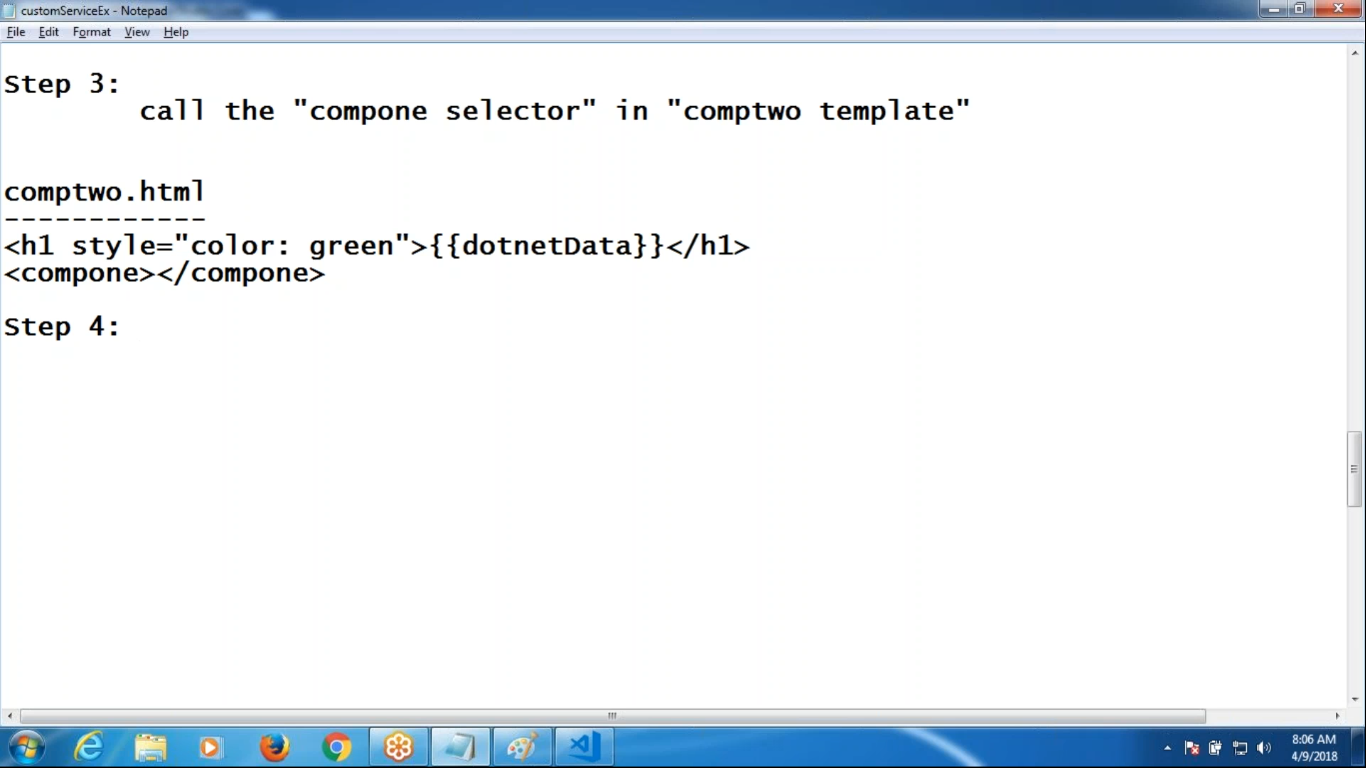 customServiceEx - Notepad
File Edit Format View Help
Step 3:
call the "compone selector" in "comptwo template"
comptwo.html
------------
<h1 style="color: green">{{dotnetData}}</h1>
<compone></compone>
Step 4:
8:06 AM
4/9/2018